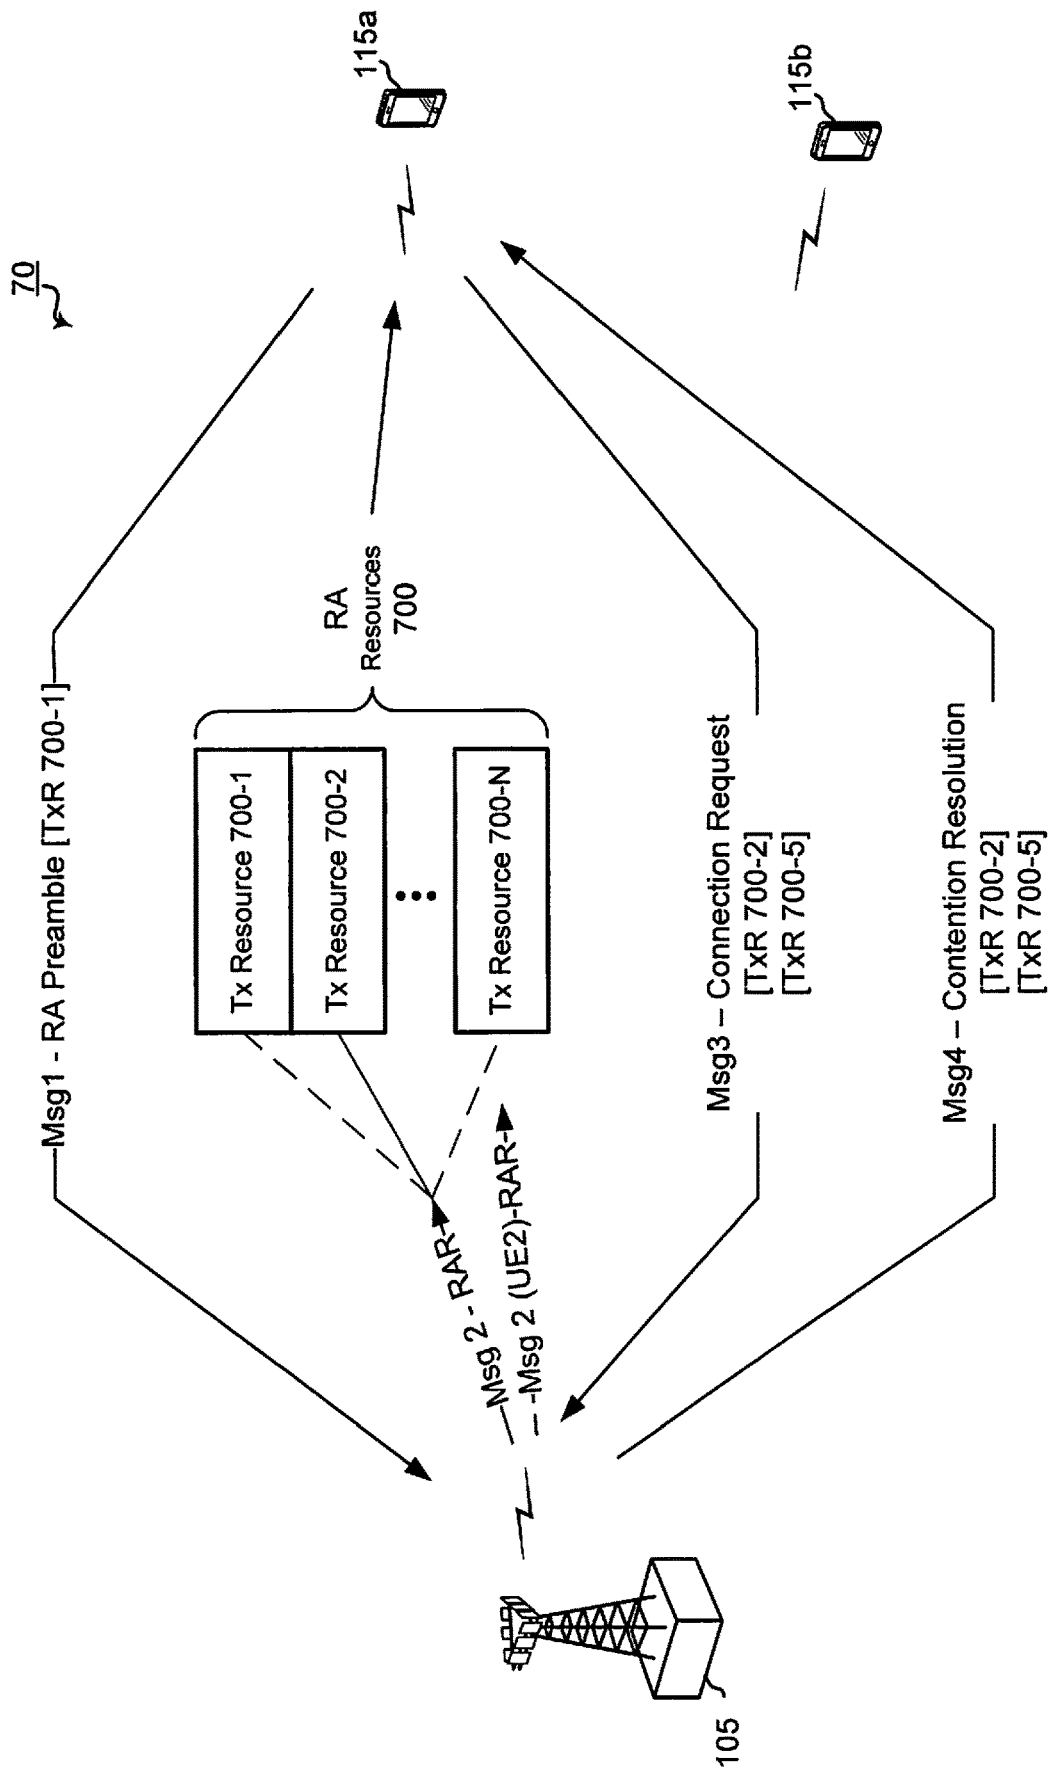 70
115a
115b
Msg1 - RA Preamble [TxR 700-1]
Tx Resource 700-1
Tx Resource 700-2
•••
Tx Resource 700-N
RA
Resources
700
Msg 2 - RAR
Msg 2 (UE2)-RAR
Msg3 – Connection Request
[TxR 700-2]
[TxR 700-5]
Msg4 – Contention Resolution
[TxR 700-2]
[TxR 700-5]
105